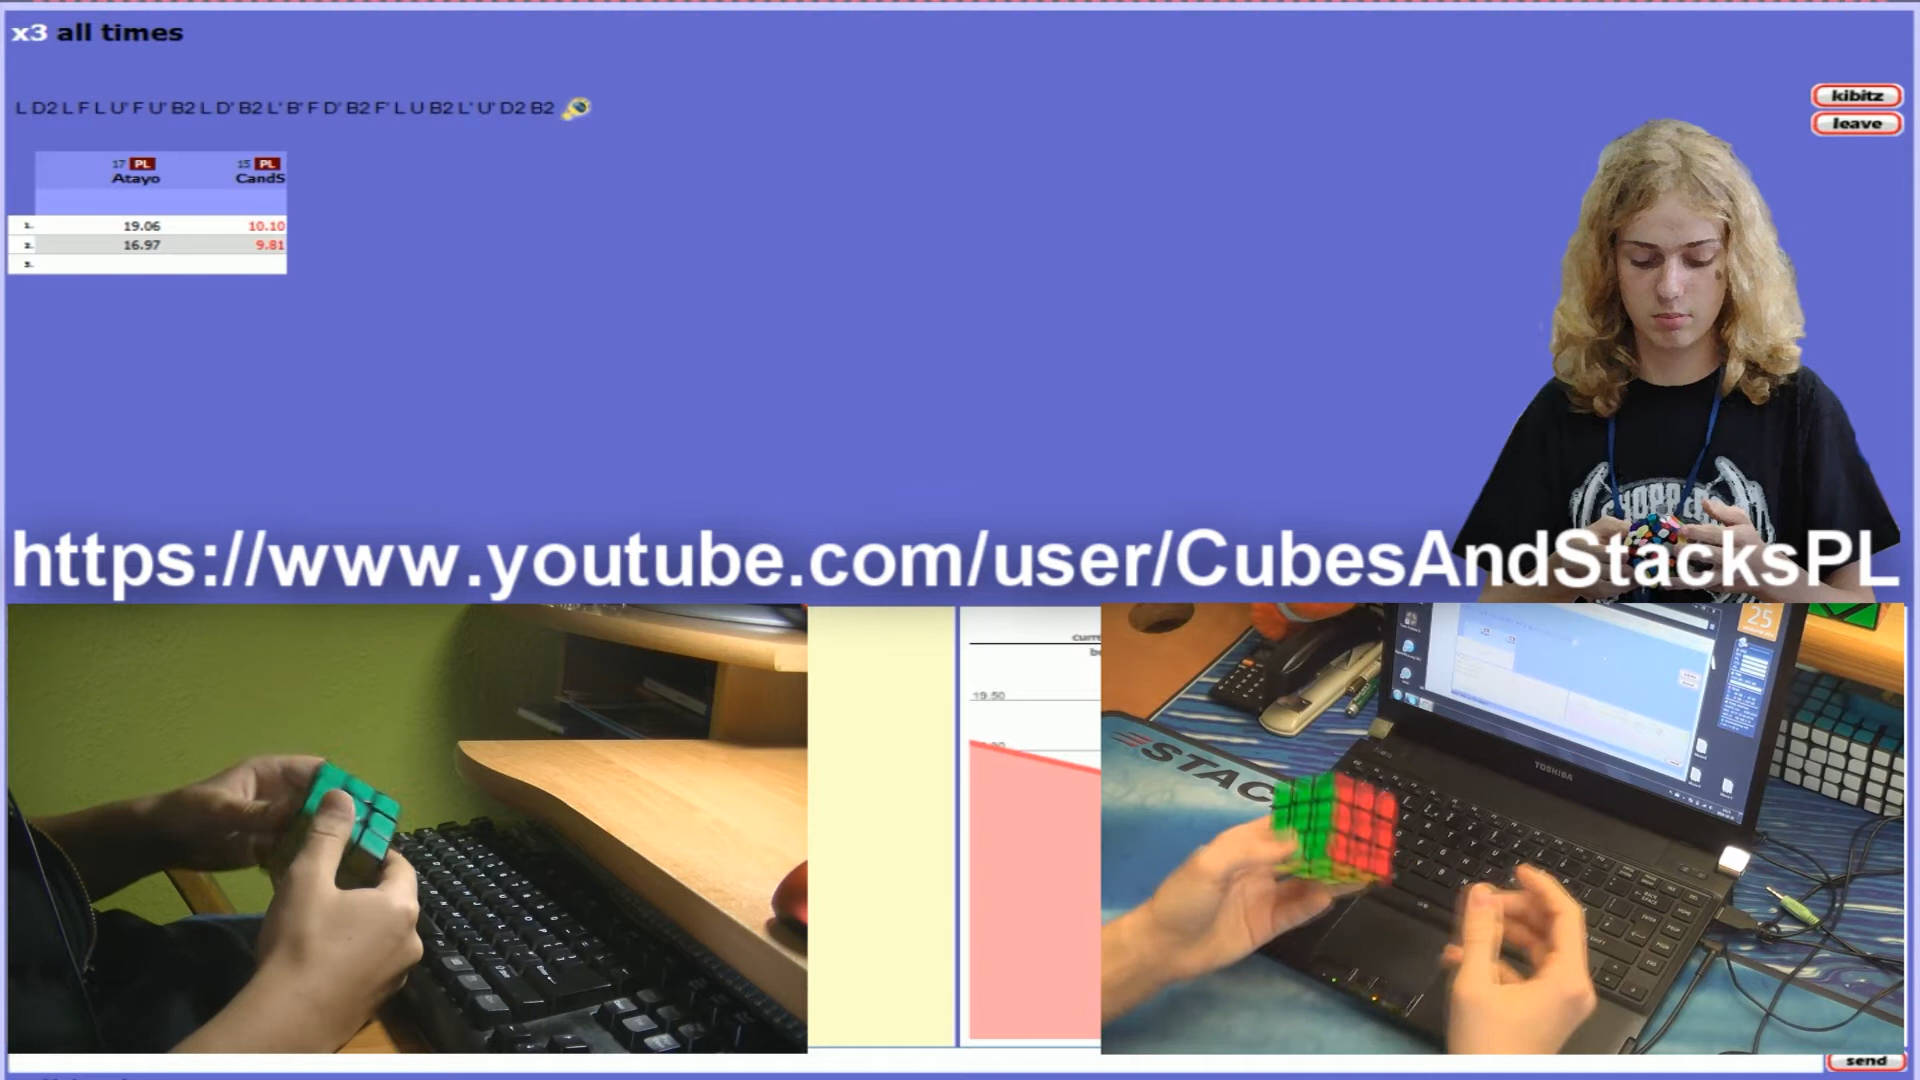 x3 all times
L D2 L F L U' F U' B2 L D' B2 L' B' F D' B2 F' L U B2 L' U' D2 B2
kibitz
leave
17 PL 15 PL
Atayo CandS
1. 19.06 10.10
2. 16.97 9.81
3.
https://www.youtube.com/user/CubesAndStacksPL
25
19.50
TOSHIBA
send